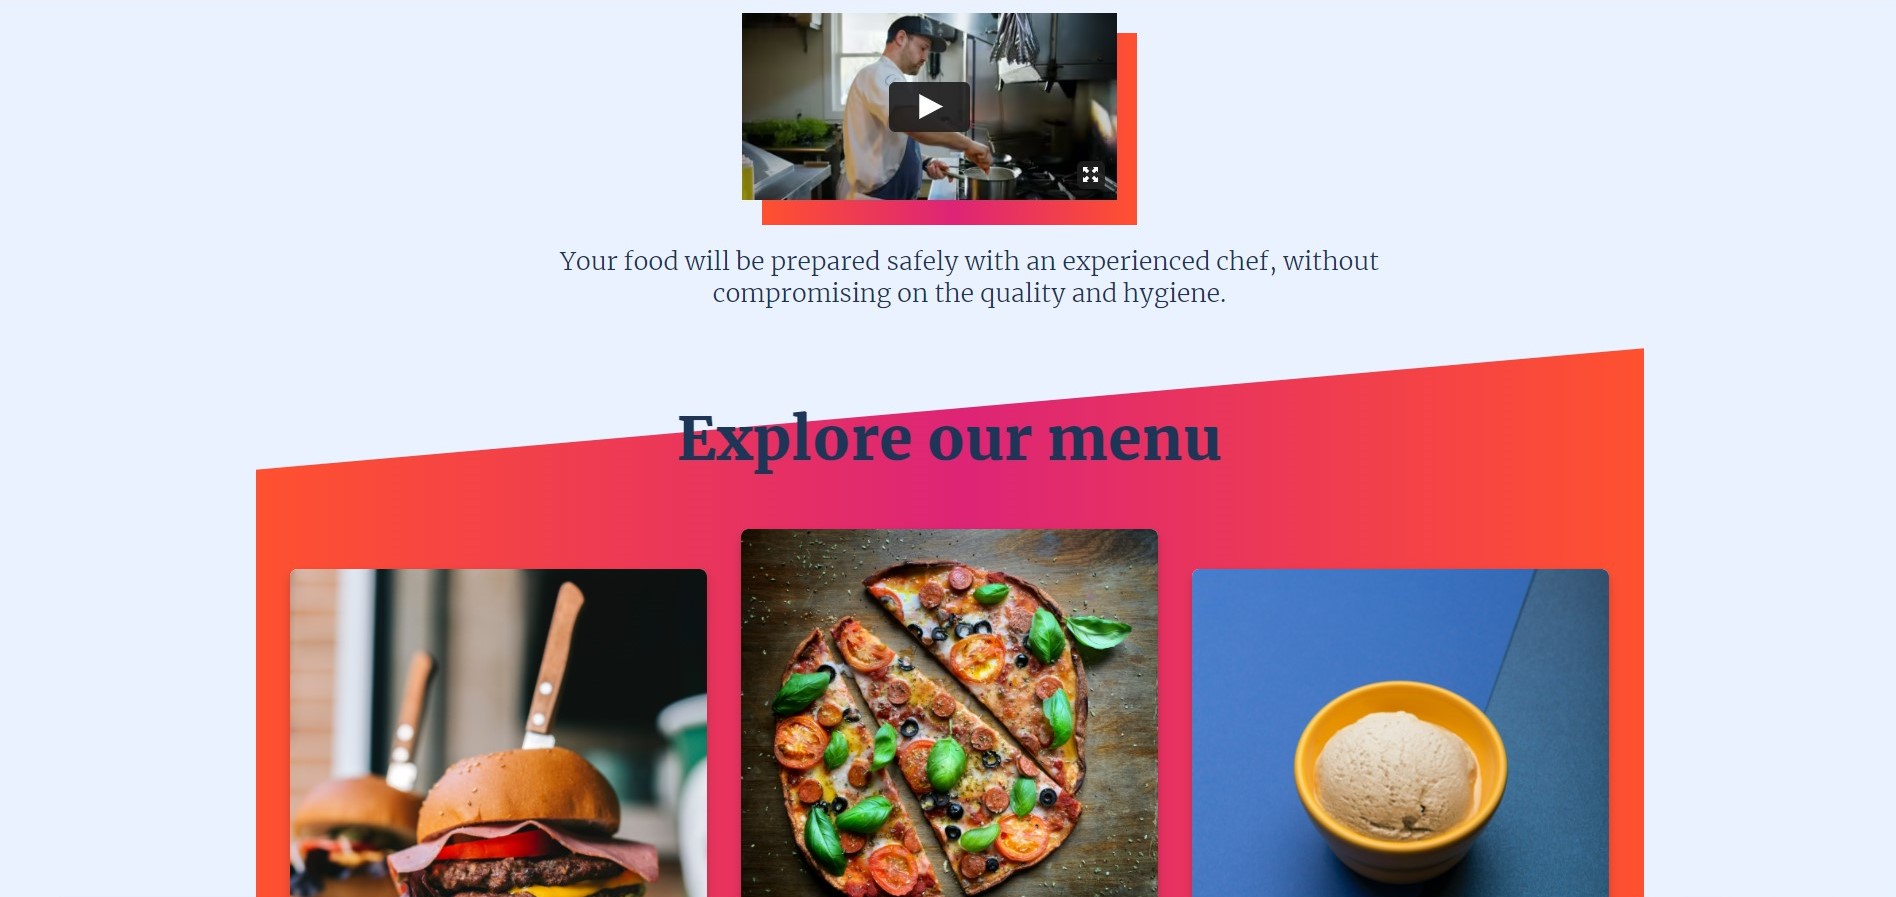 Your food will be prepared safely with an experienced chef, without
compromising on the quality and hygiene.
Explore our menu